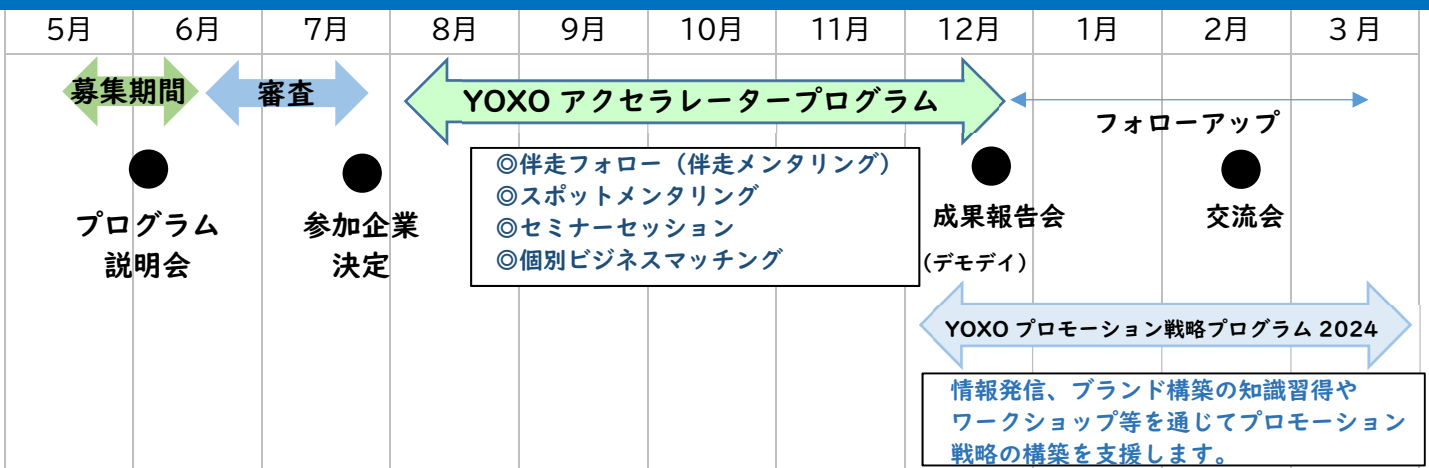 5月 6月 7月 8月 9月 10月 11月 12月 1月 2月 3月
募集期間
審査
YOXO アクセラレータープログラム
フォローアップ
◎伴走フォロー（伴走メンタリング）
◎スポットメンタリング
◎セミナーセッション
◎個別ビジネスマッチング
プログラム
説明会
参加企業
決定
成果報告会
(デモデイ)
交流会
YOXO プロモーション戦略プログラム 2024
情報発信、ブランド構築の知識習得や
ワークショップ等を通じてプロモーション
戦略の構築を支援します。